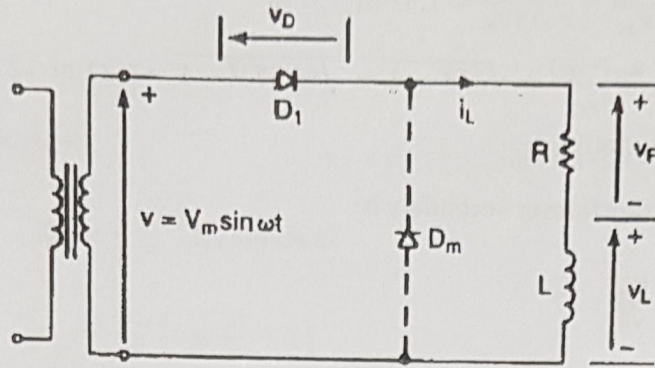 v_D
+
D_1
i_L
+
R
v_R
-
v = V_m sin ωt
D_m
+
L
v_L
-